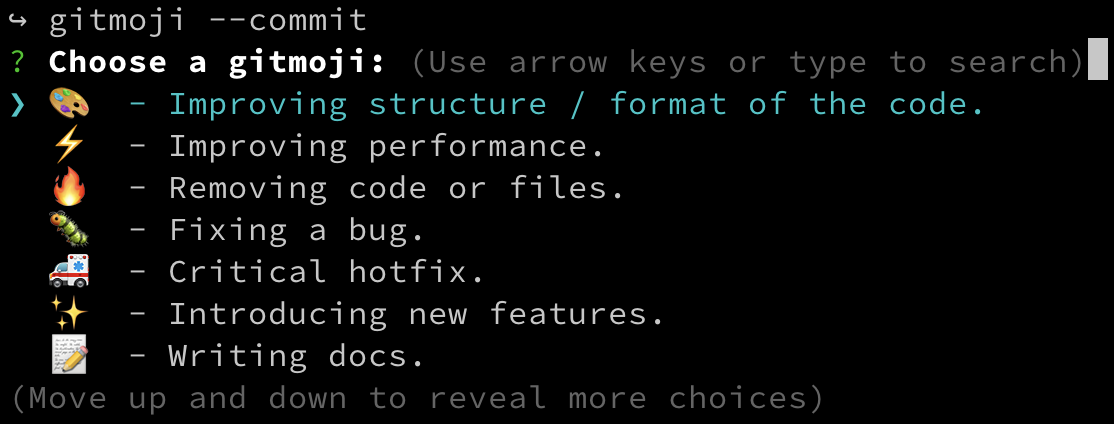 ↪ gitmoji --commit
? Choose a gitmoji: (Use arrow keys or type to search)
❯ 🎨 - Improving structure / format of the code.
⚡ - Improving performance.
🔥 - Removing code or files.
🐛 - Fixing a bug.
🚑 - Critical hotfix.
✨ - Introducing new features.
📝 - Writing docs.
(Move up and down to reveal more choices)